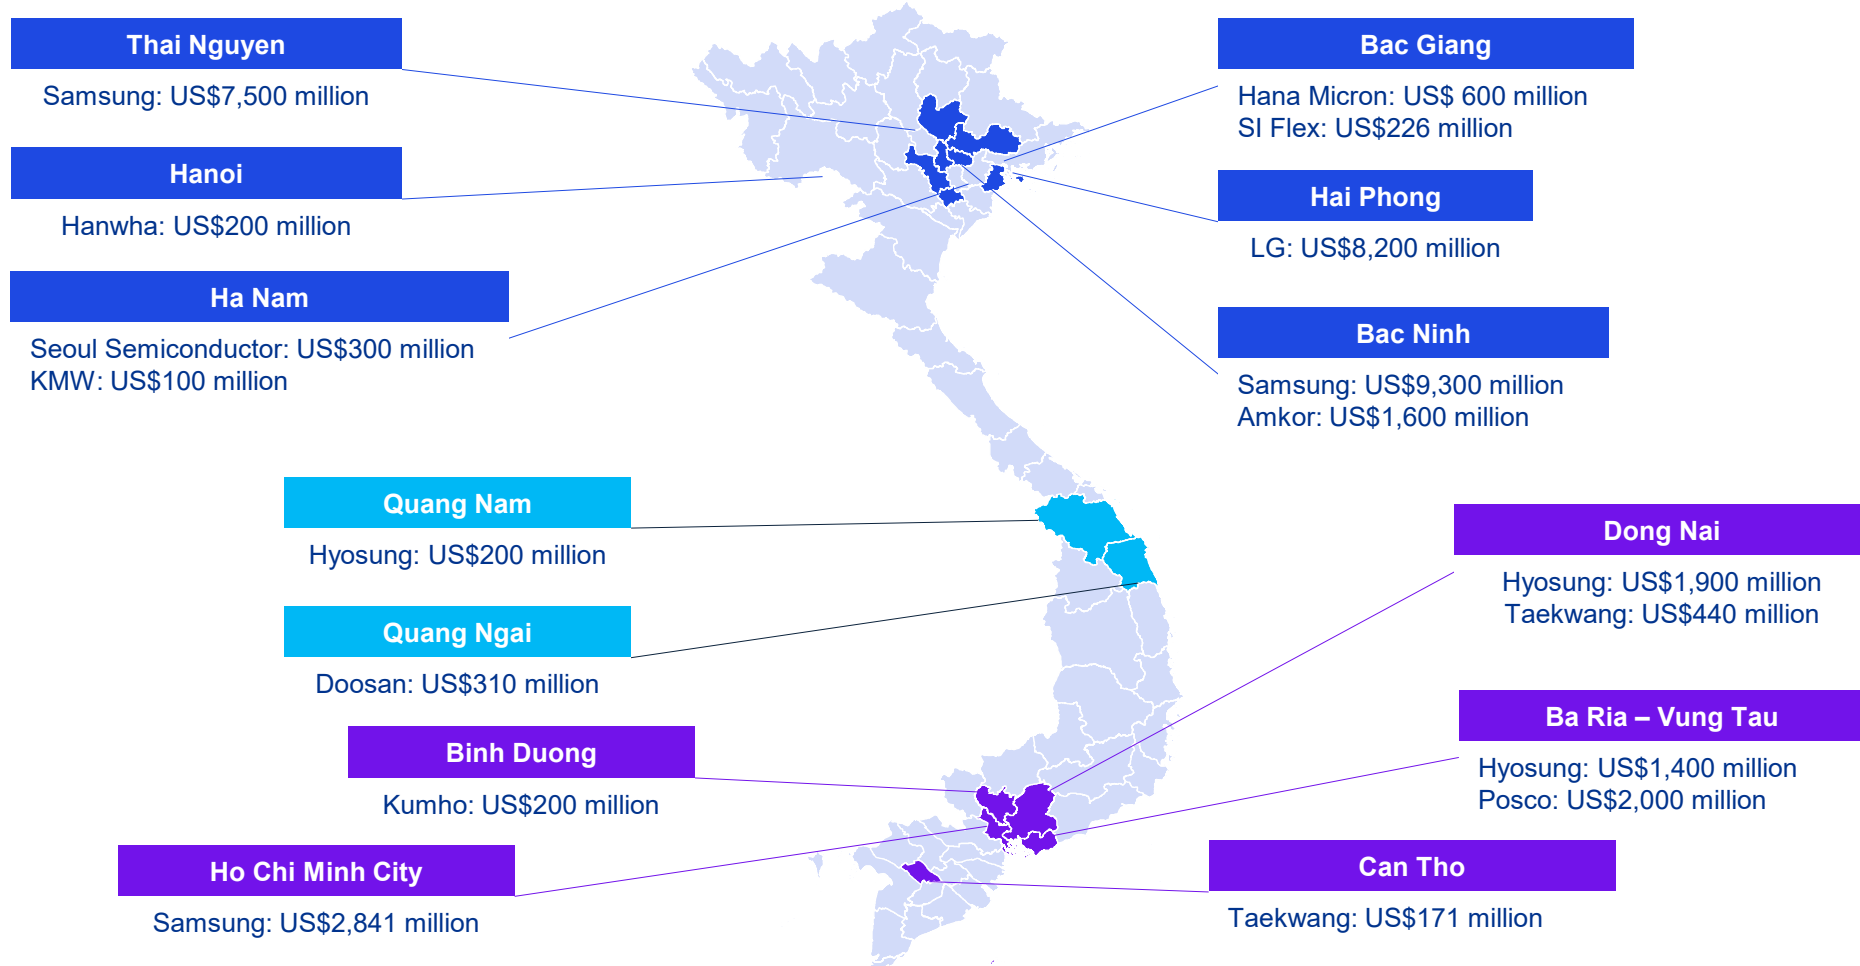 Thai Nguyen
Samsung: US$7,500 million
Hanoi
Hanwha: US$200 million
Ha Nam
Seoul Semiconductor: US$300 million
KMW: US$100 million
Bac Giang
Hana Micron: US$ 600 million
SI Flex: US$226 million
Hai Phong
LG: US$8,200 million
Bac Ninh
Samsung: US$9,300 million
Amkor: US$1,600 million
Quang Nam
Hyosung: US$200 million
Quang Ngai
Doosan: US$310 million
Binh Duong
Kumho: US$200 million
Ho Chi Minh City
Samsung: US$2,841 million
Dong Nai
Hyosung: US$1,900 million
Taekwang: US$440 million
Ba Ria – Vung Tau
Hyosung: US$1,400 million
Posco: US$2,000 million
Can Tho
Taekwang: US$171 million